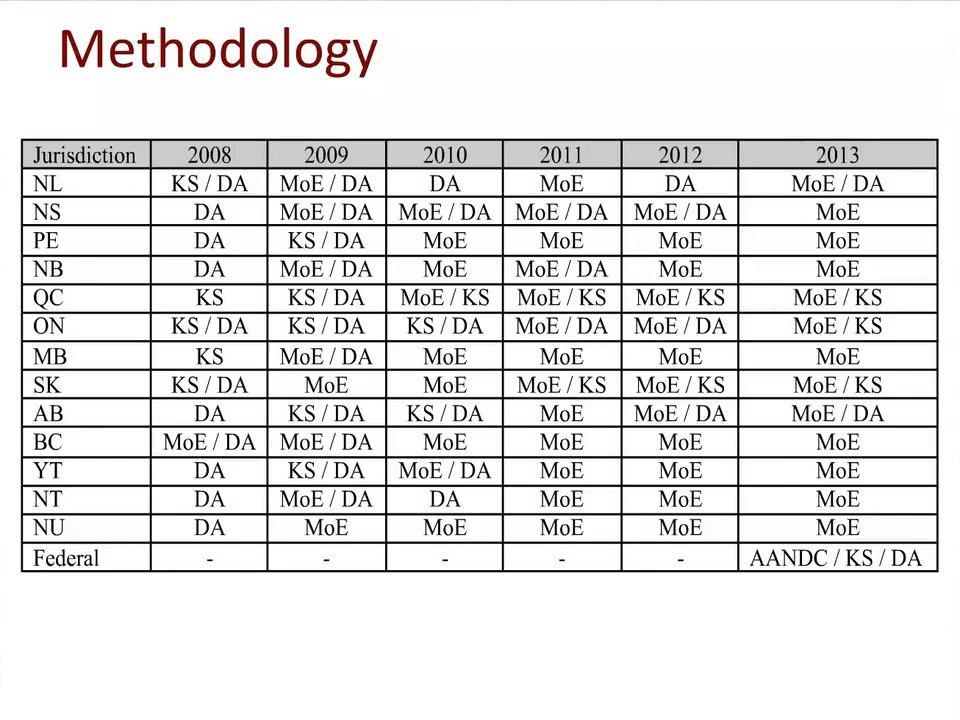 Methodology
Jurisdiction 2008 2009 2010 2011 2012 2013
NL KS / DA MoE / DA DA MoE DA MoE / DA
NS DA MoE / DA MoE / DA MoE / DA MoE / DA MoE
PE DA KS / DA MoE MoE MoE MoE
NB DA MoE / DA MoE MoE / DA MoE MoE
QC KS KS / DA MoE / KS MoE / KS MoE / KS MoE / KS
ON KS / DA KS / DA KS / DA MoE / DA MoE / DA MoE / KS
MB KS MoE / DA MoE MoE MoE MoE
SK KS / DA MoE MoE MoE / KS MoE / KS MoE / KS
AB DA KS / DA KS / DA MoE MoE / DA MoE / DA
BC MoE / DA MoE / DA MoE MoE MoE MoE
YT DA KS / DA MoE / DA MoE MoE MoE
NT DA MoE / DA DA MoE MoE MoE
NU DA MoE MoE MoE MoE MoE
Federal - - - - - AANDC / KS / DA